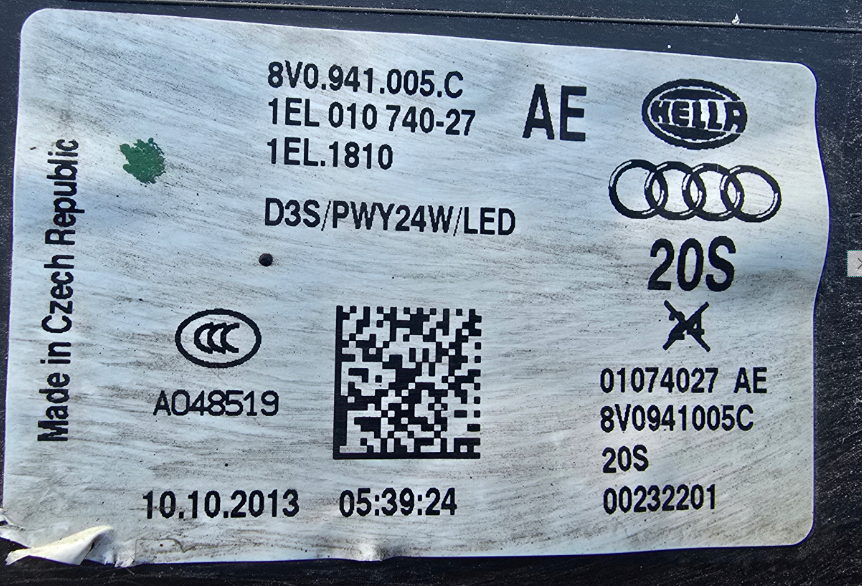 8V0.941.005.C
1EL 010 740-27
1EL.1810
AE
HELLA
D3S/PWY24W/LED
20S
24
Made in Czech Republic
CCC
A048519
01074027 AE
8V0941005C
20S
00232201
10.10.2013 05:39:24